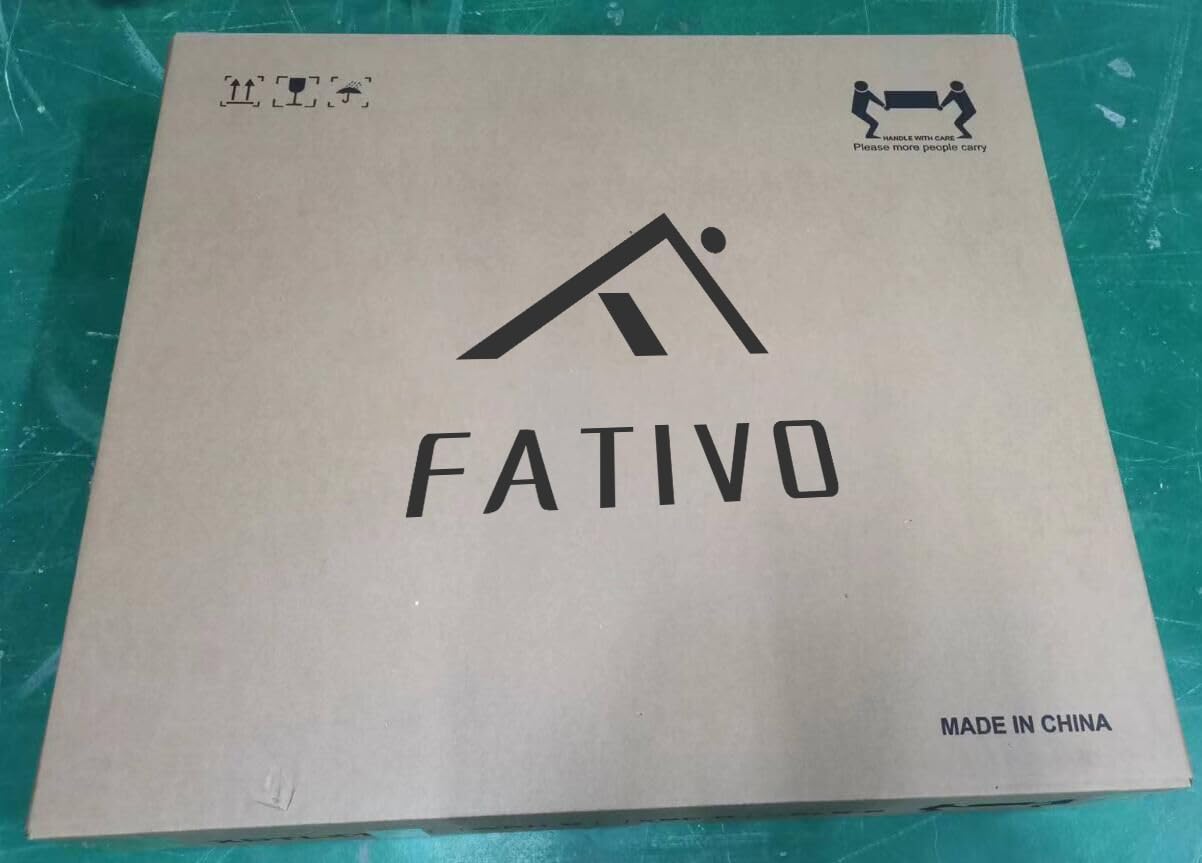 HANDLE WITH CARE
Please more people carry
FATIVO
MADE IN CHINA